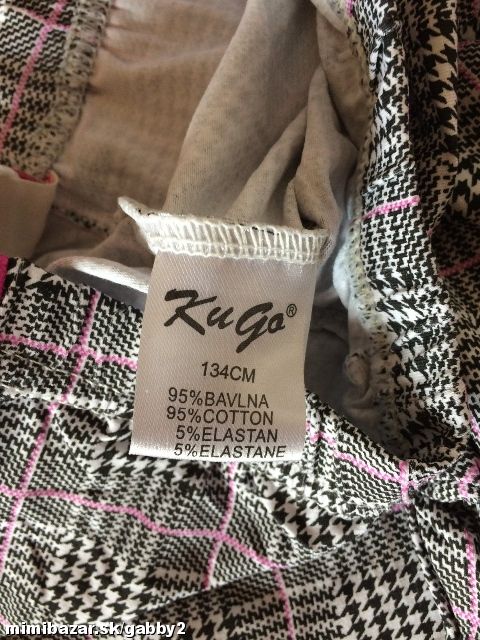 KuGo®
134CM
95%BAVLNA
95%COTTON
5%ELASTAN
5%ELASTANE
mimibazar.sk/gabby2